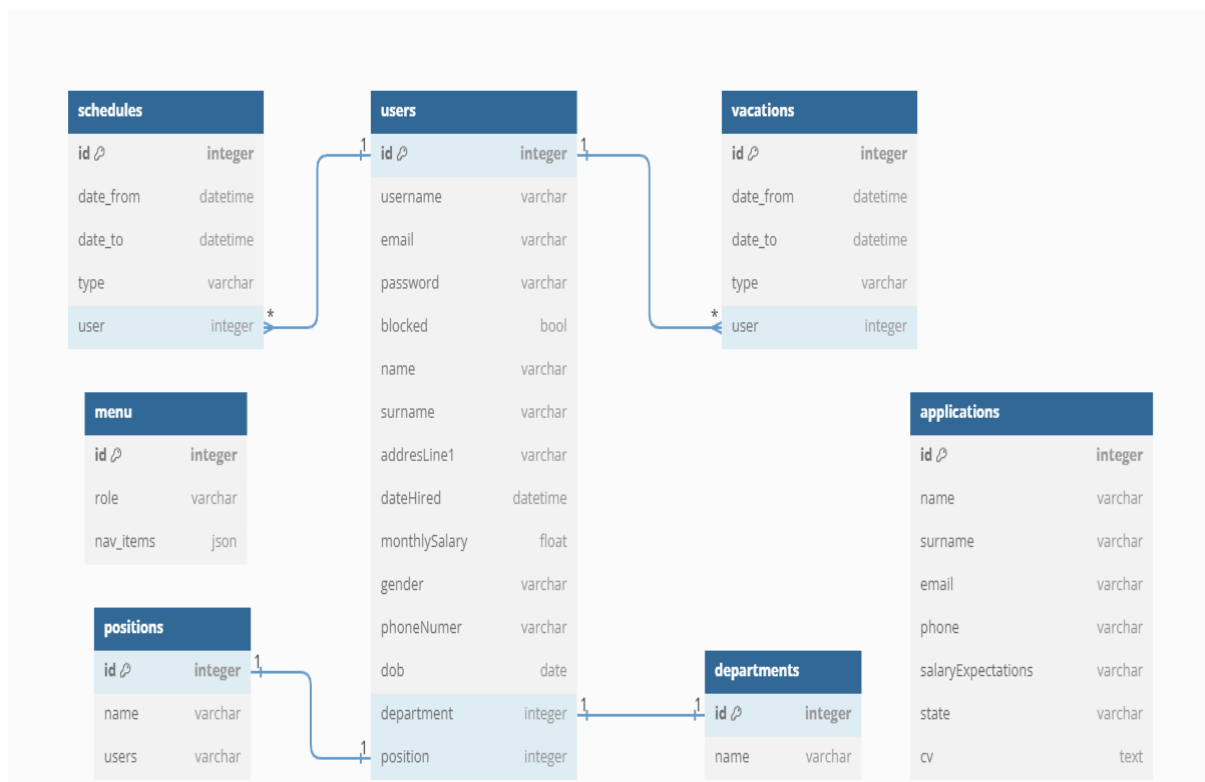 schedules
id integer
date_from datetime
date_to datetime
type varchar
user integer
1
*
users
id integer
username varchar
email varchar
password varchar
blocked bool
name varchar
surname varchar
addresLine1 varchar
dateHired datetime
monthlySalary float
gender varchar
phoneNumer varchar
dob date
department integer
position integer
1
*
vacations
id integer
date_from datetime
date_to datetime
type varchar
user integer
menu
id integer
role varchar
nav_items json
applications
id integer
name varchar
surname varchar
email varchar
phone varchar
salaryExpectations varchar
state varchar
cv text
positions
id integer
name varchar
users varchar
1
1
1
1
departments
id integer
name varchar